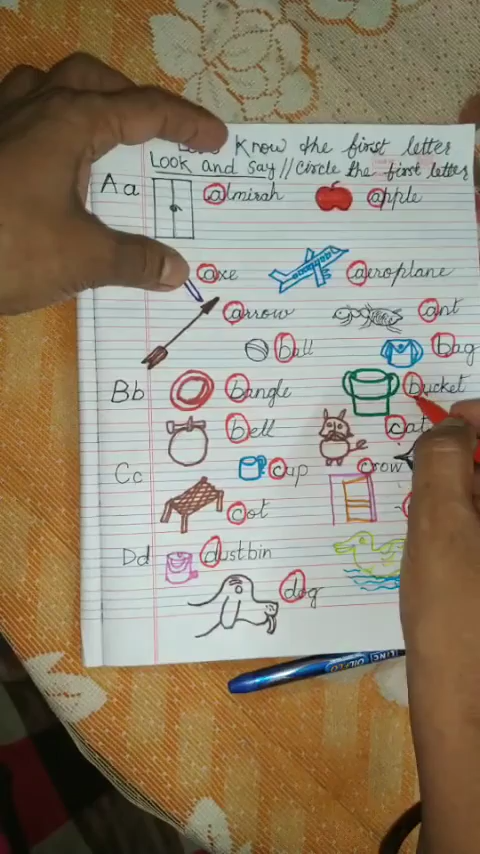 Know the first letter
Look and say//circle the first letter
Aa almirah apple
axe aeroplane
arrow ant
ball bag
Bb bangle bucket
bell cat
Cc cup crow
cot
Dd dustbin
dog